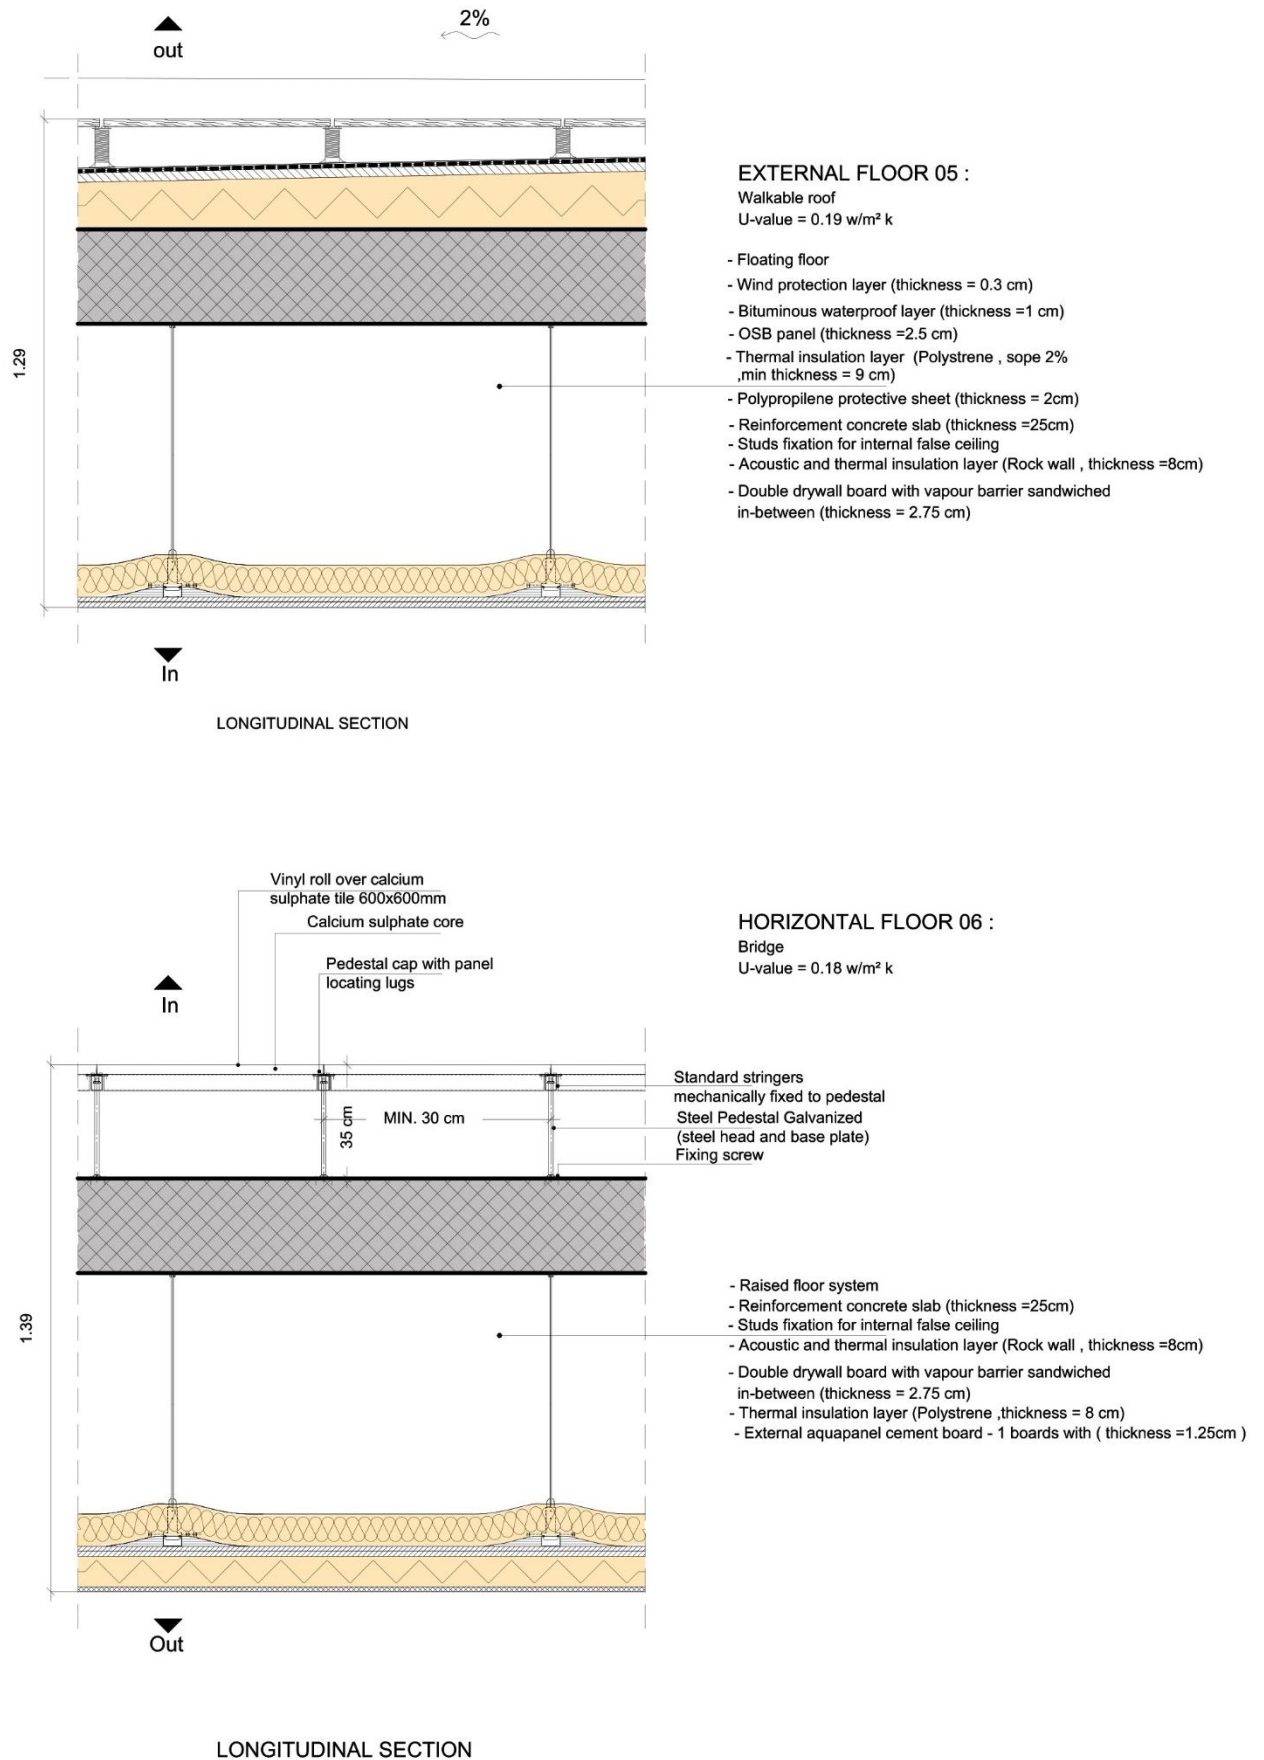 2%
out
1.29
EXTERNAL FLOOR 05 :
Walkable roof
U-value = 0.19 w/m² k
- Floating floor
- Wind protection layer (thickness = 0.3 cm)
- Bituminous waterproof layer (thickness =1 cm)
- OSB panel (thickness =2.5 cm)
- Thermal insulation layer (Polystrene , sope 2%
,min thickness = 9 cm)
- Polypropilene protective sheet (thickness = 2cm)
- Reinforcement concrete slab (thickness =25cm)
- Studs fixation for internal false ceiling
- Acoustic and thermal insulation layer (Rock wall , thickness =8cm)
- Double drywall board with vapour barrier sandwiched
in-between (thickness = 2.75 cm)
In
LONGITUDINAL SECTION
Vinyl roll over calcium
sulphate tile 600x600mm
Calcium sulphate core
Pedestal cap with panel
locating lugs
In
HORIZONTAL FLOOR 06 :
Bridge
U-value = 0.18 w/m² k
Standard stringers
mechanically fixed to pedestal
Steel Pedestal Galvanized
(steel head and base plate)
Fixing screw
MIN. 30 cm
35 cm
1.39
- Raised floor system
- Reinforcement concrete slab (thickness =25cm)
- Studs fixation for internal false ceiling
- Acoustic and thermal insulation layer (Rock wall , thickness =8cm)
- Double drywall board with vapour barrier sandwiched
in-between (thickness = 2.75 cm)
- Thermal insulation layer (Polystrene ,thickness = 8 cm)
- External aquapanel cement board - 1 boards with ( thickness =1.25cm )
Out
LONGITUDINAL SECTION